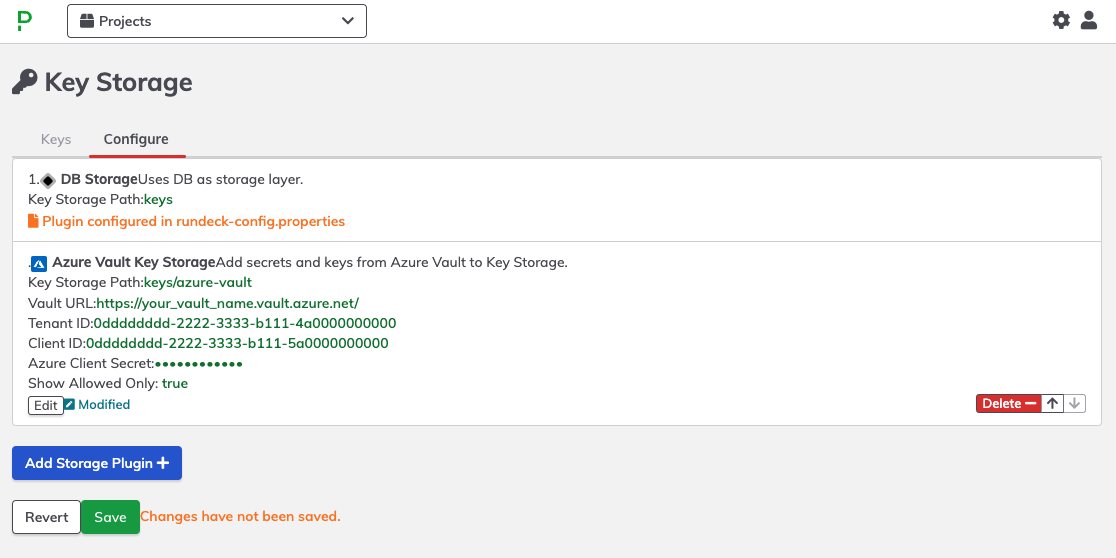 Projects
Key Storage
Keys Configure
1. DB StorageUses DB as storage layer.
Key Storage Path:keys
Plugin configured in rundeck-config.properties
. Azure Vault Key StorageAdd secrets and keys from Azure Vault to Key Storage.
Key Storage Path:keys/azure-vault
Vault URL:https://your_vault_name.vault.azure.net/
Tenant ID:0dddddddd-2222-3333-b111-4a0000000000
Client ID:0dddddddd-2222-3333-b111-5a0000000000
Azure Client Secret:••••••••••••
Show Allowed Only: true
Edit Modified Delete
Add Storage Plugin
Revert Save Changes have not been saved.